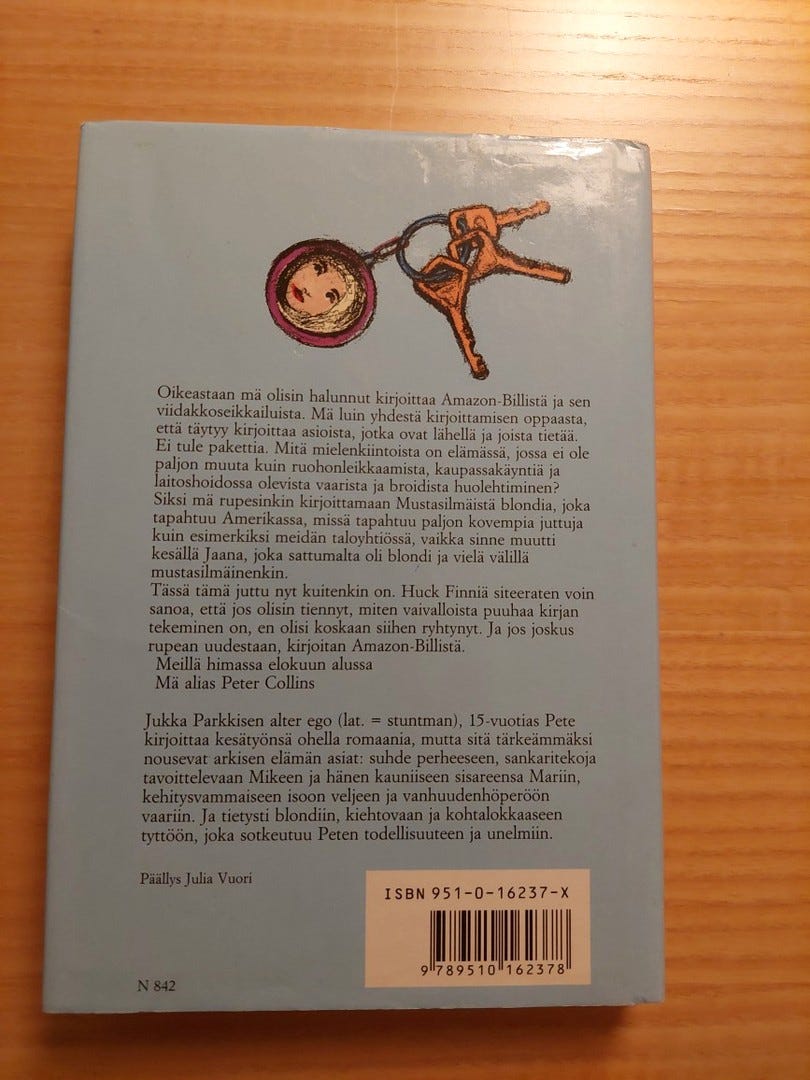 Oikeastaan mä olisin halunnut kirjoittaa Amazon-Billistä ja sen
viidakkoseikkailuista. Mä luin yhdestä kirjoittamisen oppaasta,
että täytyy kirjoittaa asioista, jotka ovat lähellä ja joista tietää.
Ei tule pakettia. Mitä mielenkiintoista on elämässä, jossa ei ole
paljon muuta kuin ruohonleikkaamista, kaupassakäyntiä ja
laitoshoidossa olevista vaarista ja broidista huolehtiminen?
Siksi mä rupesinkin kirjoittamaan Mustasilmäistä blondia, joka
tapahtuu Amerikassa, missä tapahtuu paljon kovempia juttuja
kuin esimerkiksi meidän taloyhtiössä, vaikka sinne muutti
kesällä Jaana, joka sattumalta oli blondi ja vielä välillä
mustasilmäinenkin.
Tässä tämä juttu nyt kuitenkin on. Huck Finniä siteeraten voin
sanoa, että jos olisin tiennyt, miten vaivalloista puuhaa kirjan
tekeminen on, en olisi koskaan siihen ryhtynyt. Ja jos joskus
rupean uudestaan, kirjoitan Amazon-Billistä.
Meillä himassa elokuun alussa
Mä alias Peter Collins
Jukka Parkkisen alter ego (lat. = stuntman), 15-vuotias Pete
kirjoittaa kesätyönsä ohella romaania, mutta sitä tärkeämmäksi
nousevat arkisen elämän asiat: suhde perheeseen, sankaritekoja
tavoittelevaan Mikeen ja hänen kauniiseen sisareensa Mariin,
kehitysvammaiseen isoon veljeen ja vanhuudenhöperöön
vaariin. Ja tietysti blondiin, kiehtovaan ja kohtalokkaaseen
tyttöön, joka sotkeutuu Peten todellisuuteen ja unelmiin.
Päällys Julia Vuori
ISBN 951-0-16237-X
9 789510 162378
N 842